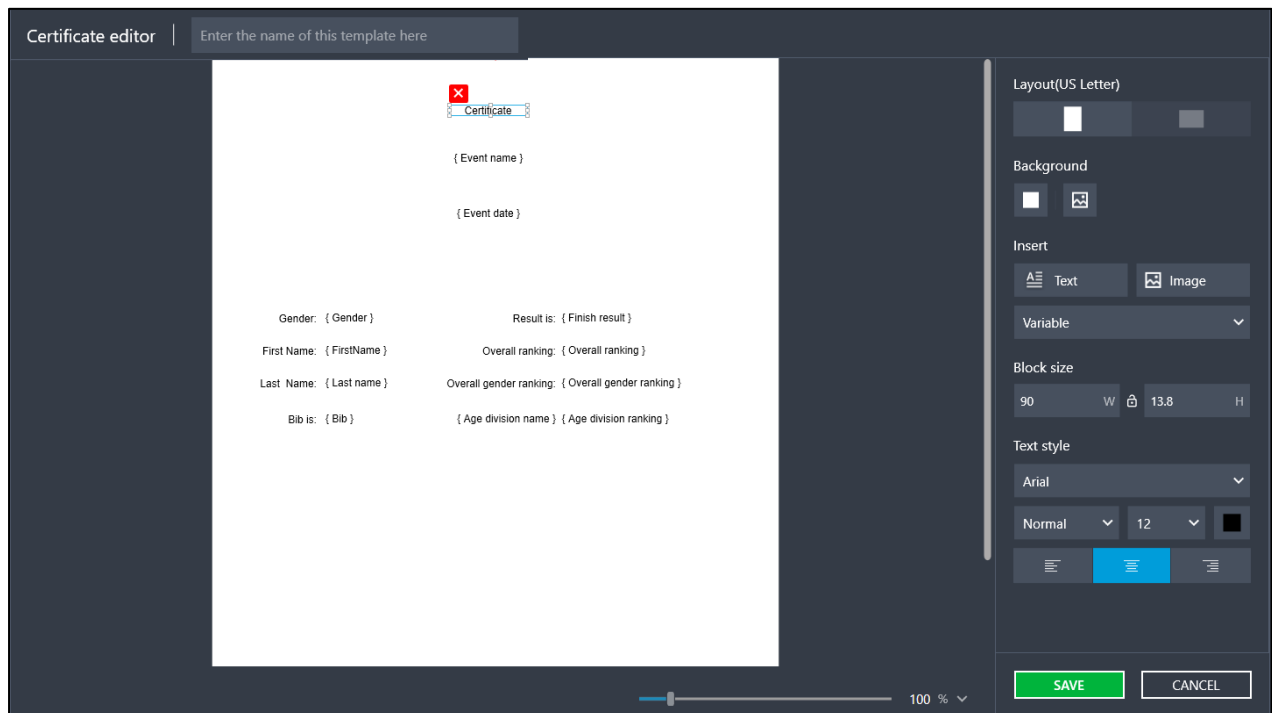 Certificate editor
Enter the name of this template here
Certificate
{ Event name }
{ Event date }
Gender: { Gender } Result is: { Finish result }
First Name: { FirstName } Overall ranking: { Overall ranking }
Last Name: { Last name } Overall gender ranking: { Overall gender ranking }
Bib is: { Bib } { Age division name } { Age division ranking }
100 %
Layout(US Letter)
Background
Insert
Text Image
Variable
Block size
90 W 13.8 H
Text style
Arial
Normal 12
SAVE CANCEL